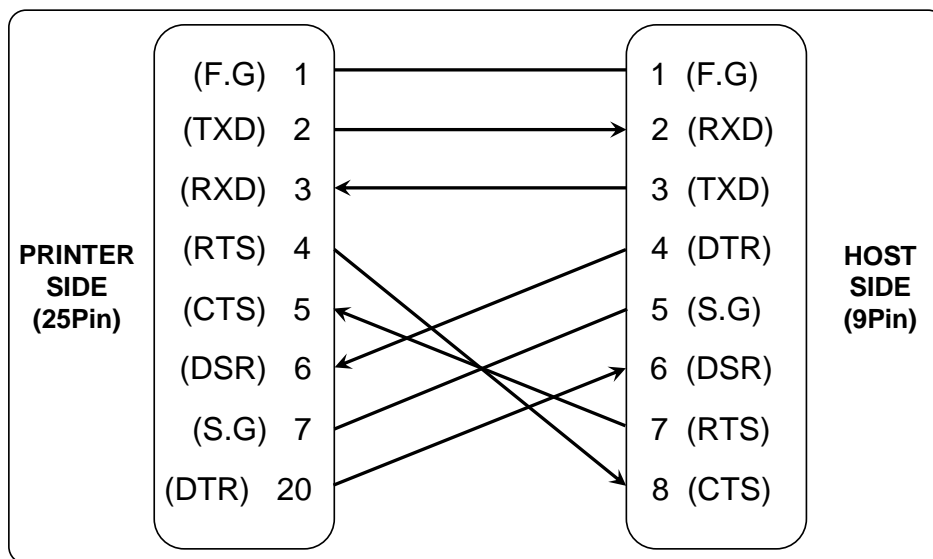 PRINTER
SIDE
(25Pin)
(F.G) 1
(TXD) 2
(RXD) 3
(RTS) 4
(CTS) 5
(DSR) 6
(S.G) 7
(DTR) 20
1 (F.G)
2 (RXD)
3 (TXD)
4 (DTR)
5 (S.G)
6 (DSR)
7 (RTS)
8 (CTS)
HOST
SIDE
(9Pin)